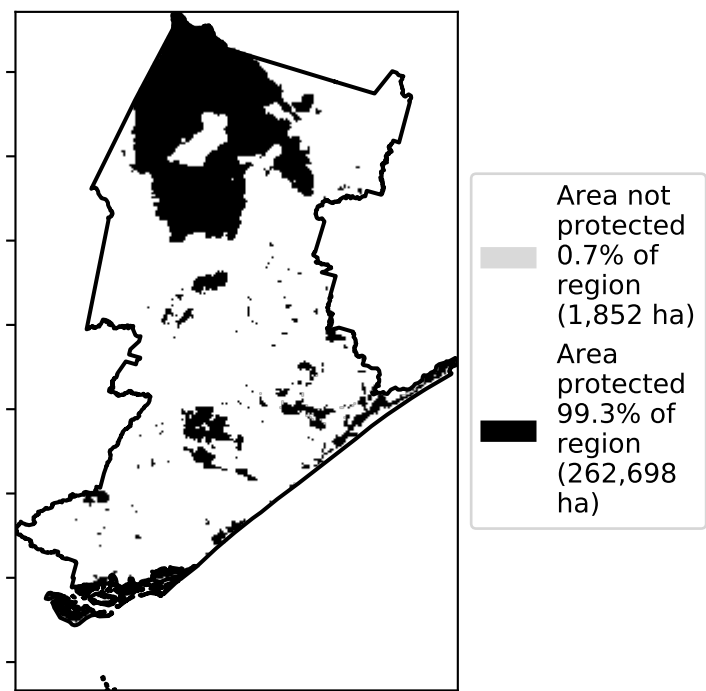 Area not
protected
0.7% of
region
(1,852 ha)
Area
protected
99.3% of
region
(262,698
ha)